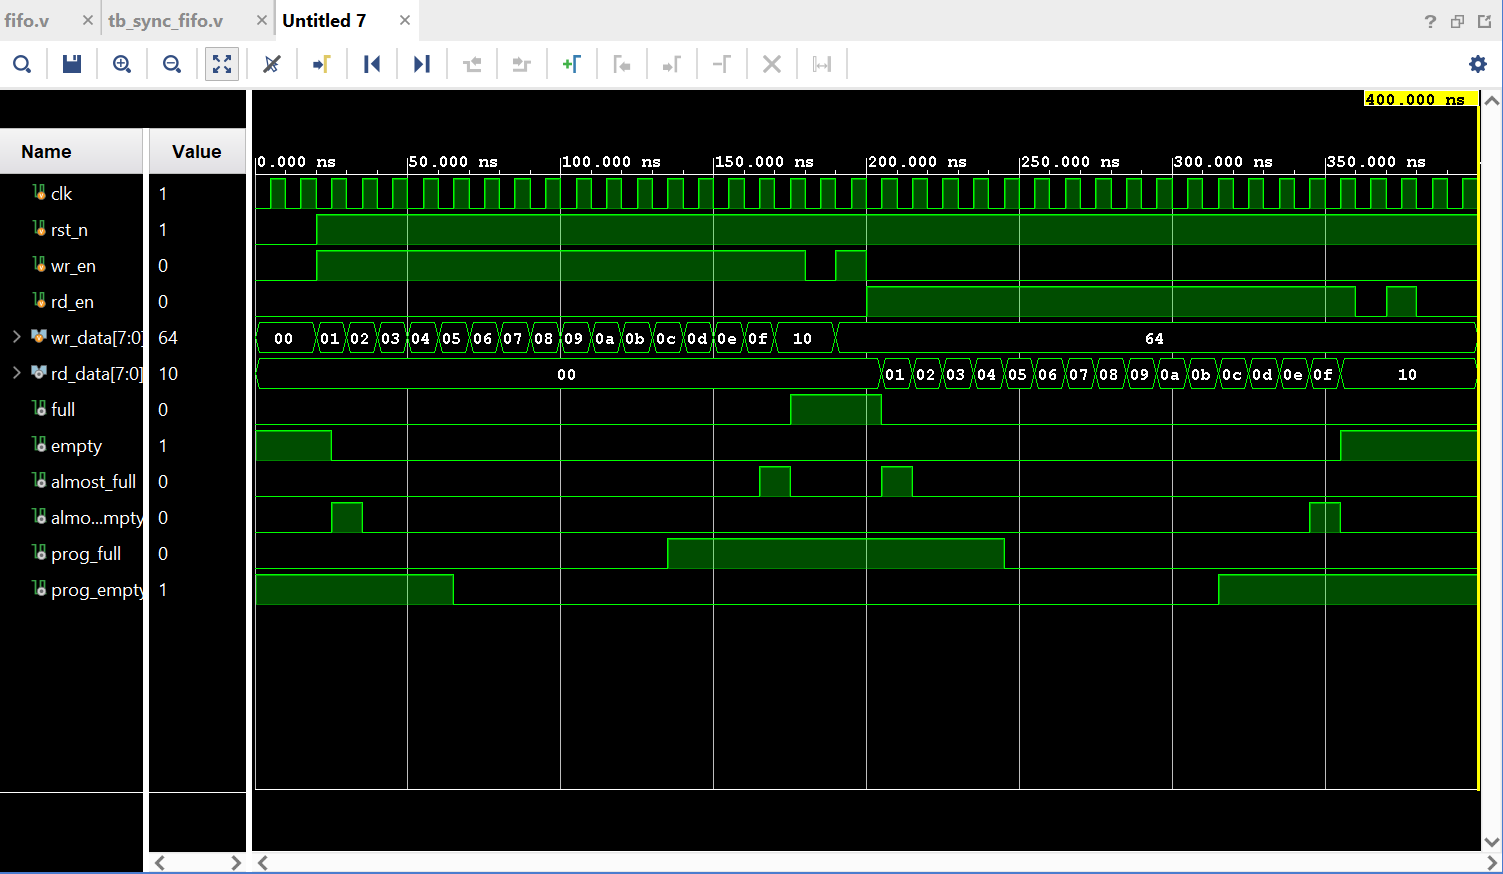 fifo.v
tb_sync_fifo.v
Untitled 7
400.000 ns
Name Value
0.000 ns 50.000 ns 100.000 ns 150.000 ns 200.000 ns 250.000 ns 300.000 ns 350.000 ns
clk 1
rst_n 1
wr_en 0
rd_en 0
wr_data[7:0] 64 00 01 02 03 04 05 06 07 08 09 0a 0b 0c 0d 0e 0f 10 64
rd_data[7:0] 10 00 01 02 03 04 05 06 07 08 09 0a 0b 0c 0d 0e 0f 10
full 0
empty 1
almost_full 0
almo...mpty 0
prog_full 0
prog_empty 1